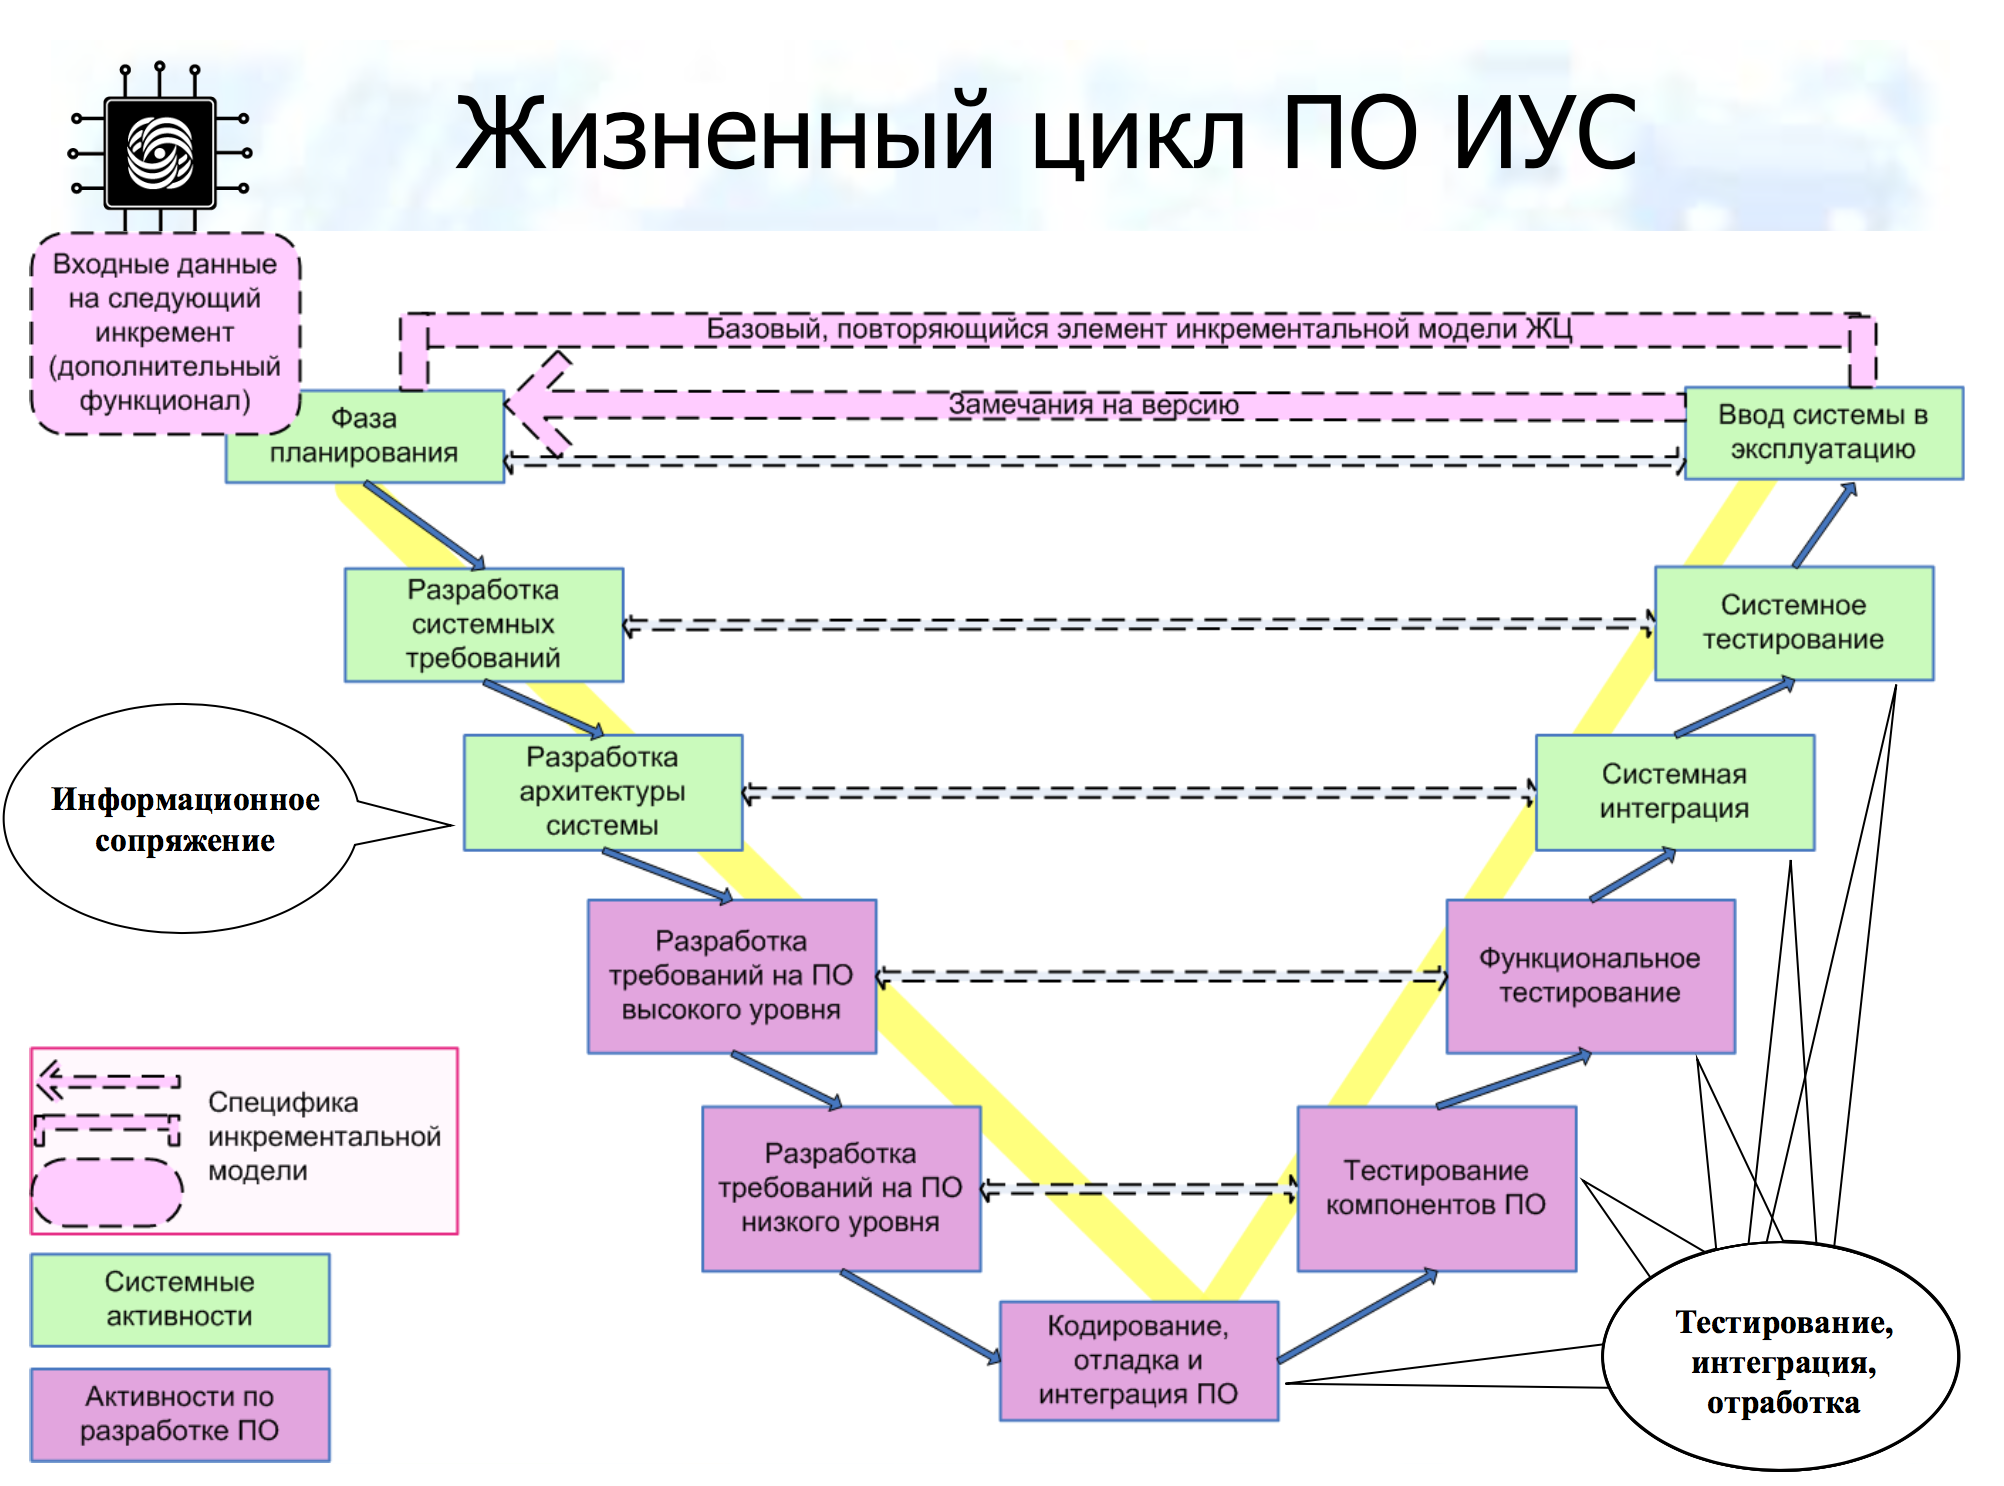 Жизненный цикл ПО ИУС
Входные данные
на следующий
инкремент
(дополнительный
функционал)
Базовый, повторяющийся элемент инкрементальной модели ЖЦ
Замечания на версию
Фаза
планирования
Ввод системы в
эксплуатацию
Разработка
системных
требований
Системное
тестирование
Информационное
сопряжение
Разработка
архитектуры
системы
Системная
интеграция
Разработка
требований на ПО
высокого уровня
Функциональное
тестирование
Специфика
инкрементальной
модели
Разработка
требований на ПО
низкого уровня
Тестирование
компонентов ПО
Системные
активности
Кодирование,
отладка и
интеграция ПО
Тестирование,
интеграция,
отработка
Активности по
разработке ПО